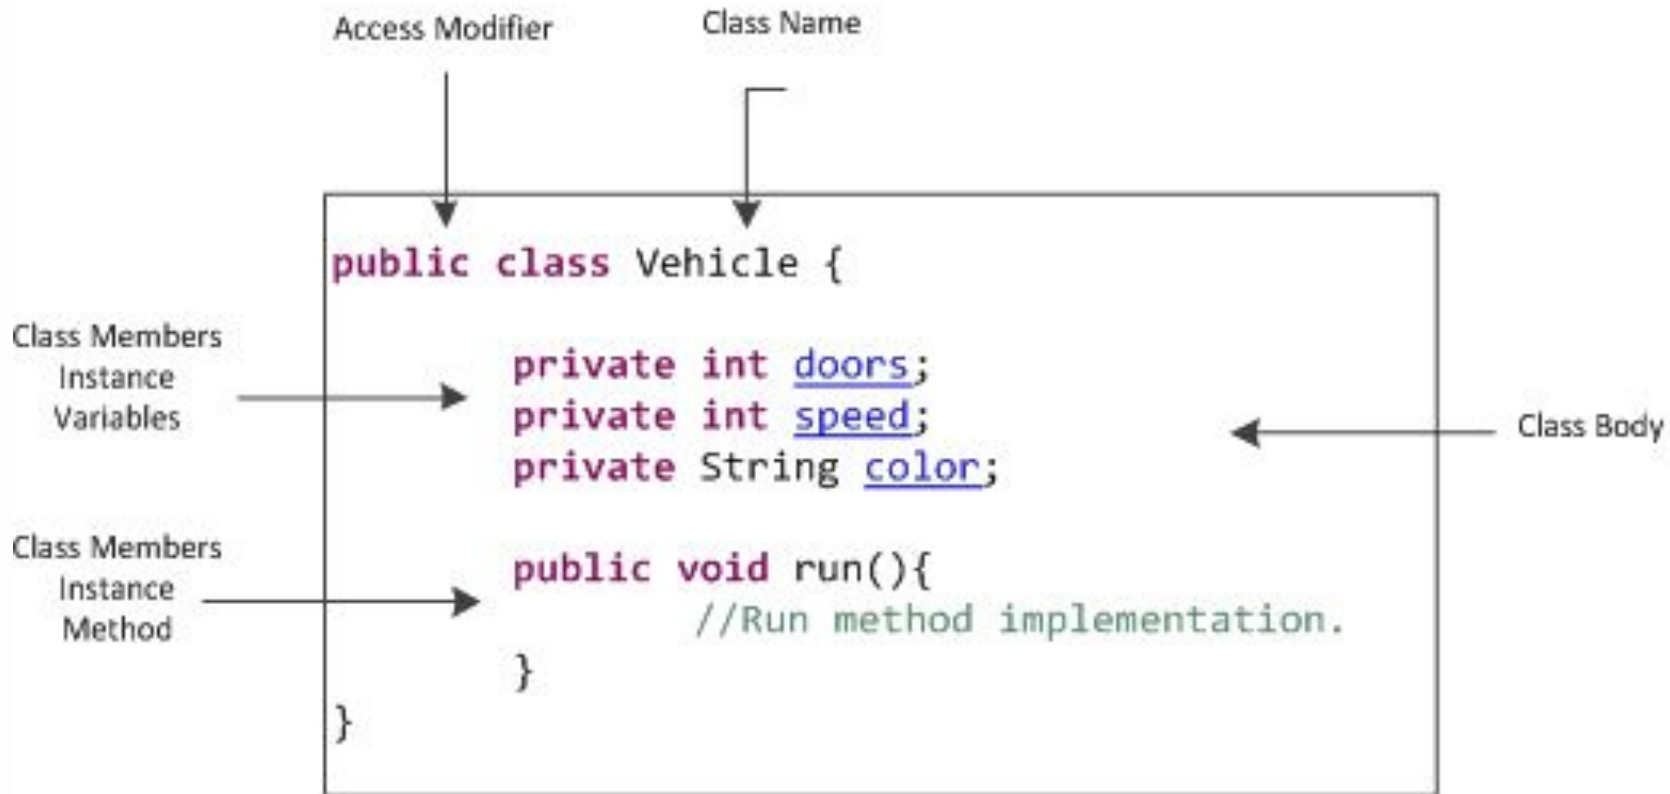 Access Modifier
Class Name
public class Vehicle {
Class Members
Instance
Variables
private int doors;
private int speed;
private String color;
Class Body
Class Members
Instance
Method
public void run(){
//Run method implementation.
}
}